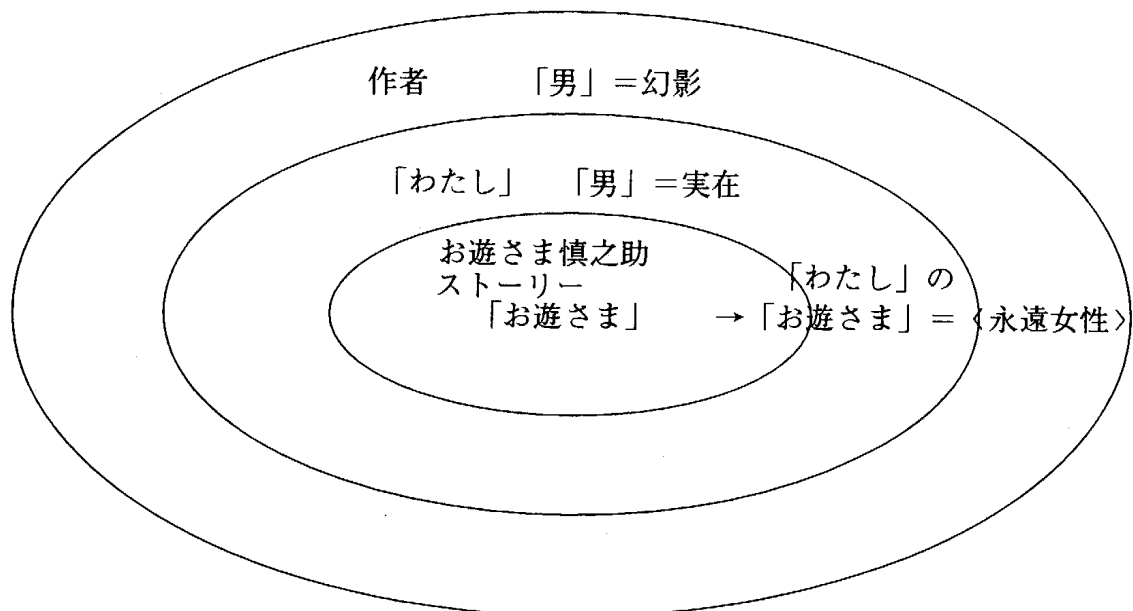 作者 「男」=幻影
「わたし」 「男」=実在
お遊さま慎之助
ストーリー
「わたし」の
「お遊さま」 →「お遊さま」=〈永遠女性〉